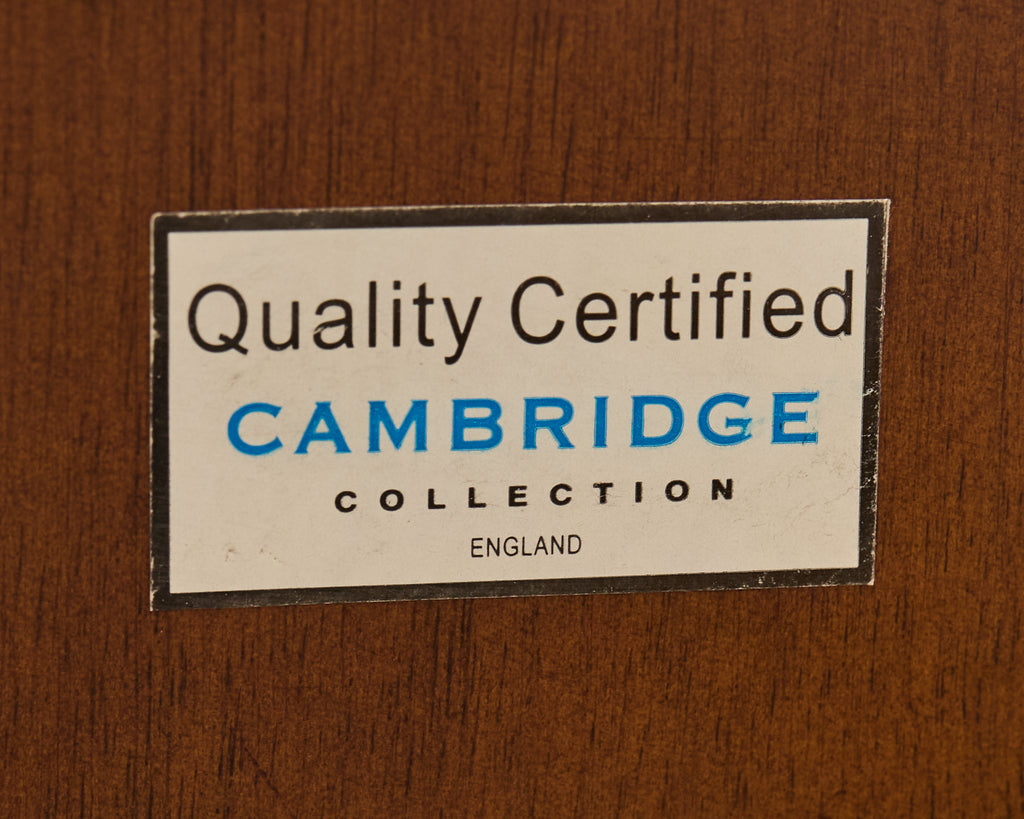 Quality Certified
CAMBRIDGE
COLLECTION
ENGLAND